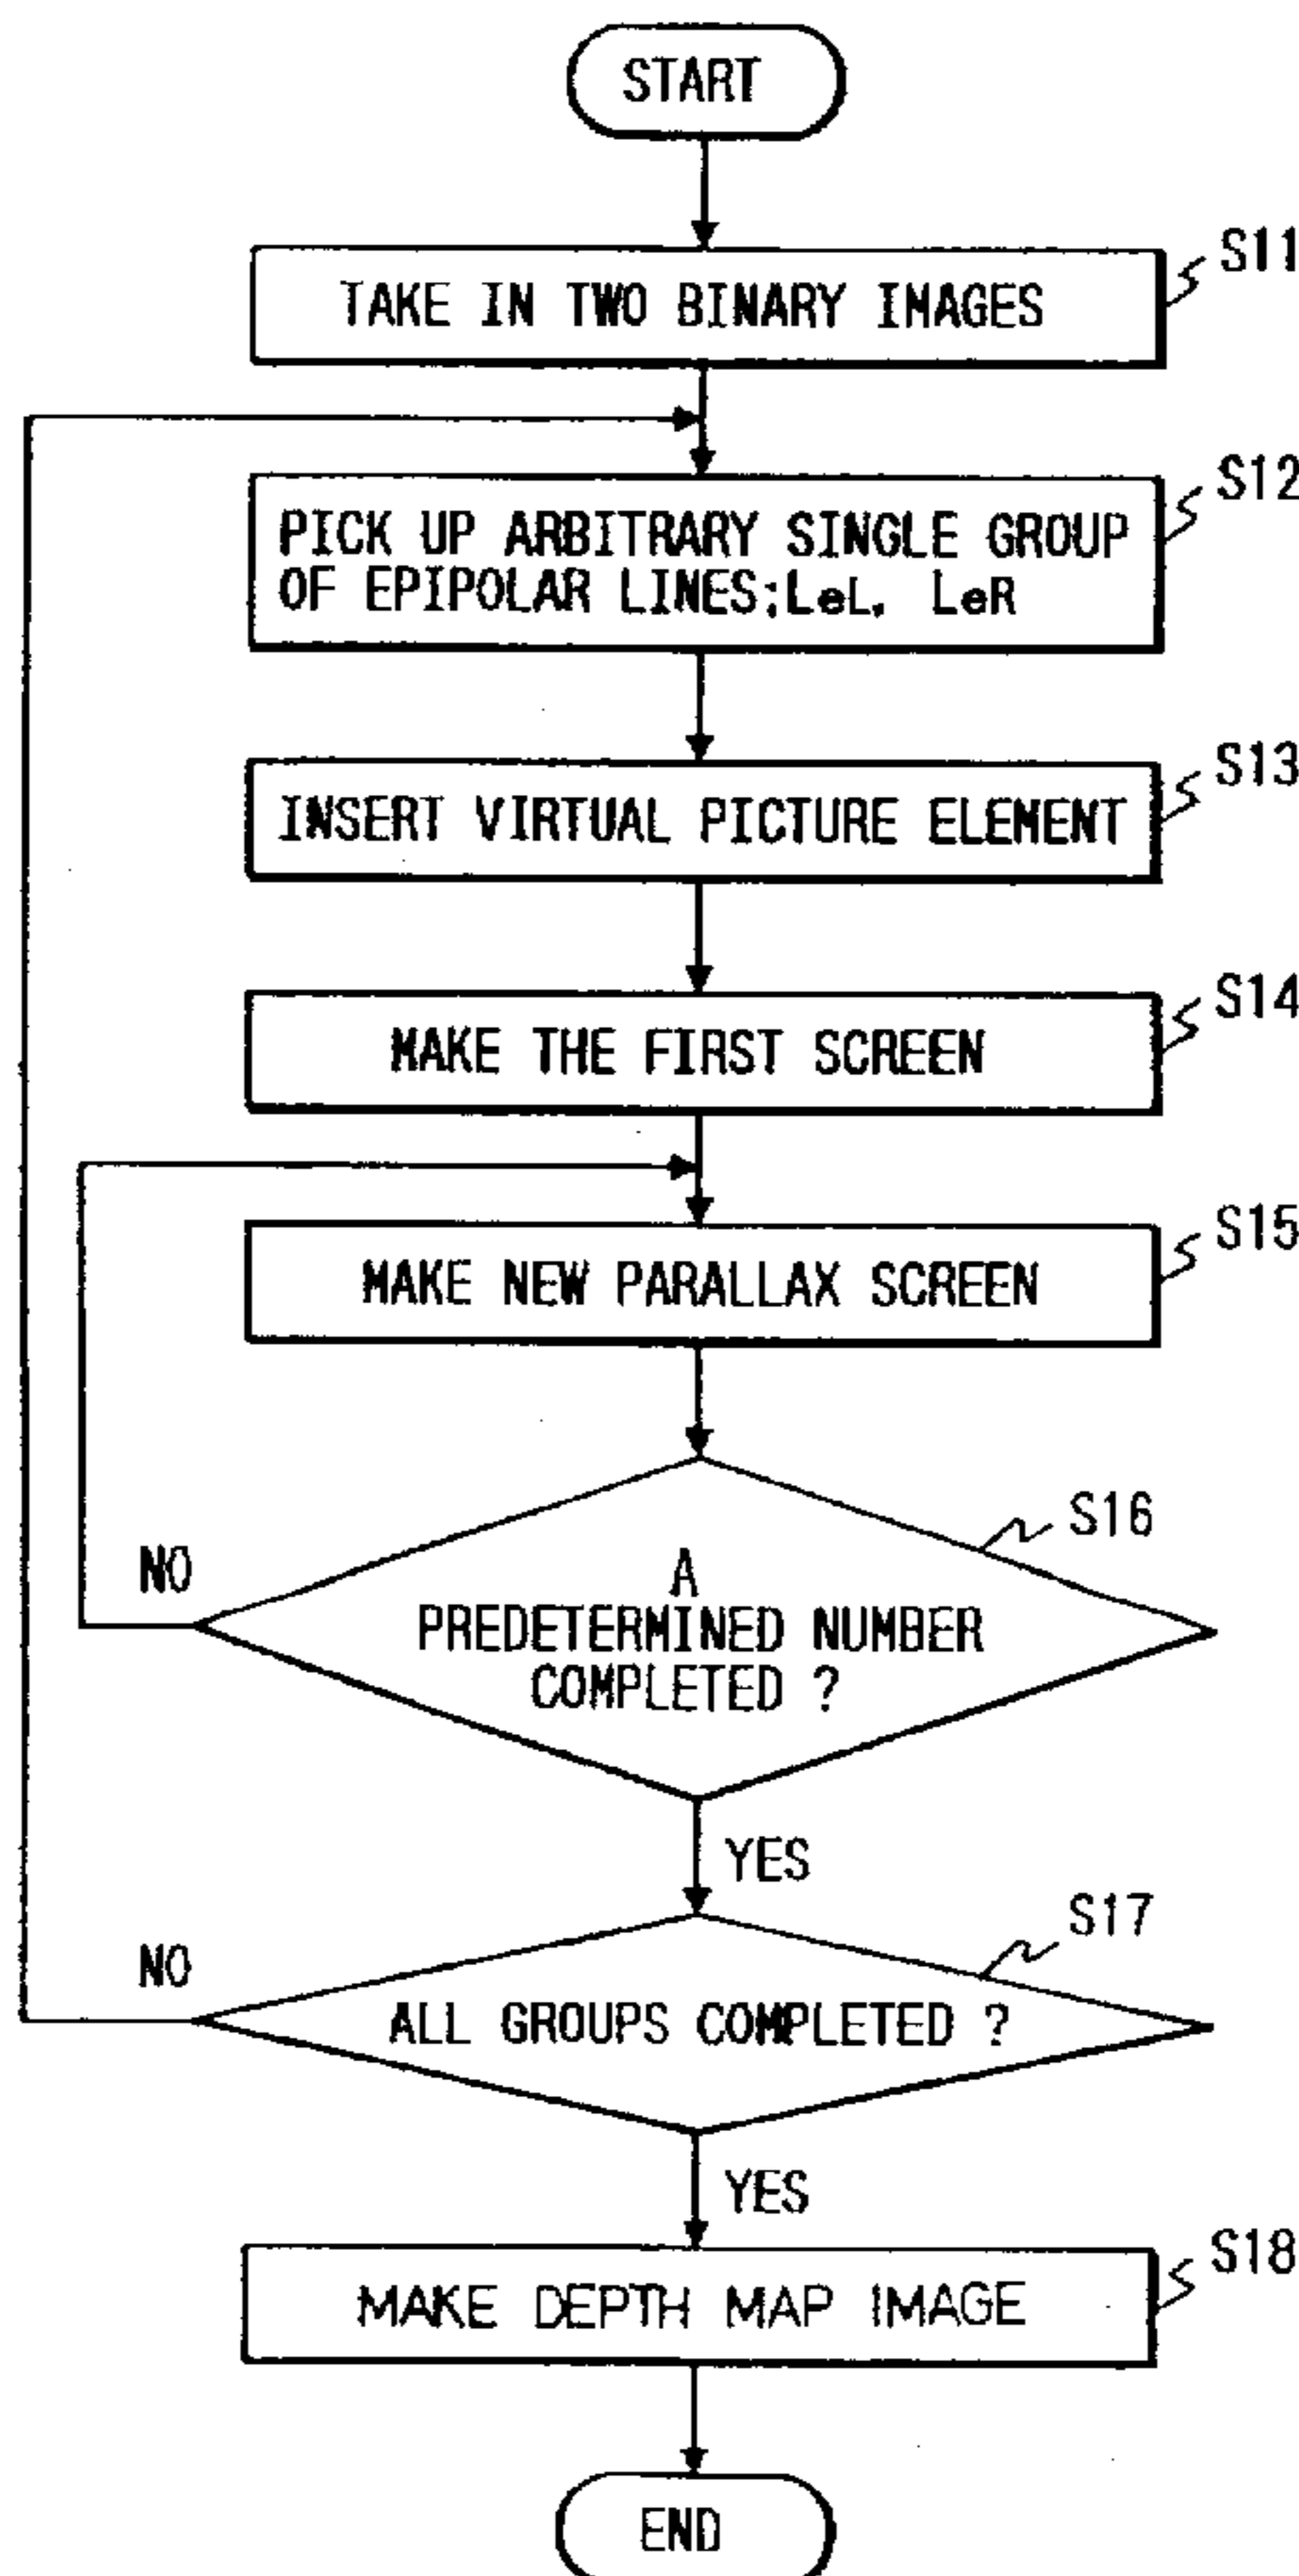 START
TAKE IN TWO BINARY IMAGES
S11
PICK UP ARBITRARY SINGLE GROUP
OF EPIPOLAR LINES;LeL, LeR
S12
INSERT VIRTUAL PICTURE ELEMENT
S13
MAKE THE FIRST SCREEN
S14
MAKE NEW PARALLAX SCREEN
S15
A
PREDETERMINED NUMBER
COMPLETED ?
S16
NO
YES
ALL GROUPS COMPLETED ?
S17
NO
YES
MAKE DEPTH MAP IMAGE
S18
END